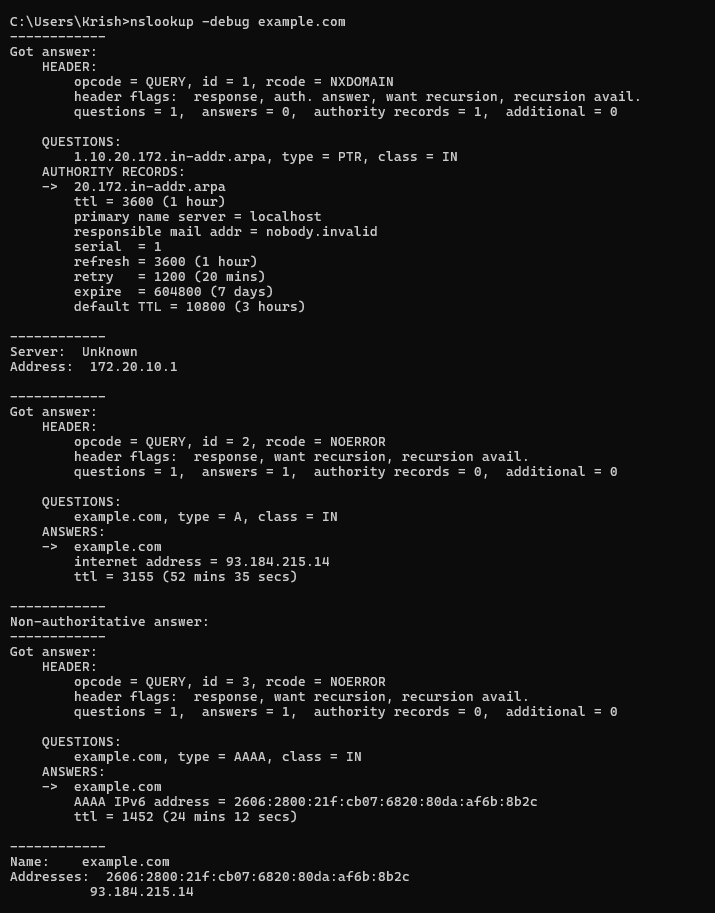 C:\Users\Krish>nslookup -debug example.com
------------
Got answer:
    HEADER:
        opcode = QUERY, id = 1, rcode = NXDOMAIN
        header flags:  response, auth. answer, want recursion, recursion avail.
        questions = 1,  answers = 0,  authority records = 1,  additional = 0

    QUESTIONS:
        1.10.20.172.in-addr.arpa, type = PTR, class = IN
    AUTHORITY RECORDS:
    ->  20.172.in-addr.arpa
        ttl = 3600 (1 hour)
        primary name server = localhost
        responsible mail addr = nobody.invalid
        serial  = 1
        refresh = 3600 (1 hour)
        retry   = 1200 (20 mins)
        expire  = 604800 (7 days)
        default TTL = 10800 (3 hours)

------------
Server:  UnKnown
Address:  172.20.10.1

------------
Got answer:
    HEADER:
        opcode = QUERY, id = 2, rcode = NOERROR
        header flags:  response, want recursion, recursion avail.
        questions = 1,  answers = 1,  authority records = 0,  additional = 0

    QUESTIONS:
        example.com, type = A, class = IN
    ANSWERS:
    ->  example.com
        internet address = 93.184.215.14
        ttl = 3155 (52 mins 35 secs)

------------
Non-authoritative answer:
------------
Got answer:
    HEADER:
        opcode = QUERY, id = 3, rcode = NOERROR
        header flags:  response, want recursion, recursion avail.
        questions = 1,  answers = 1,  authority records = 0,  additional = 0

    QUESTIONS:
        example.com, type = AAAA, class = IN
    ANSWERS:
    ->  example.com
        AAAA IPv6 address = 2606:2800:21f:cb07:6820:80da:af6b:8b2c
        ttl = 1452 (24 mins 12 secs)

------------
Name:    example.com
Addresses:  2606:2800:21f:cb07:6820:80da:af6b:8b2c
          93.184.215.14